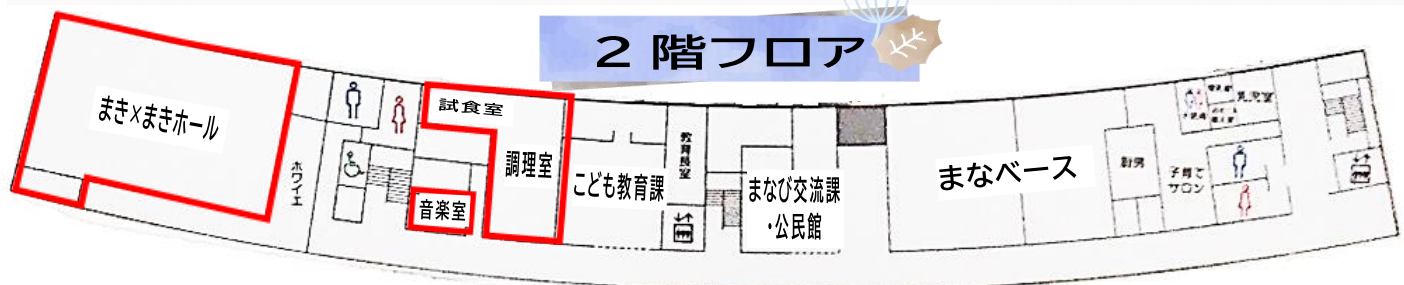 2 階フロア
まき×まきホール
ホワイエ
試食室
調理室
音楽室
こども教育課
教育長室
まなび交流課
・公民館
まなベース
厨房
子育て
サロン